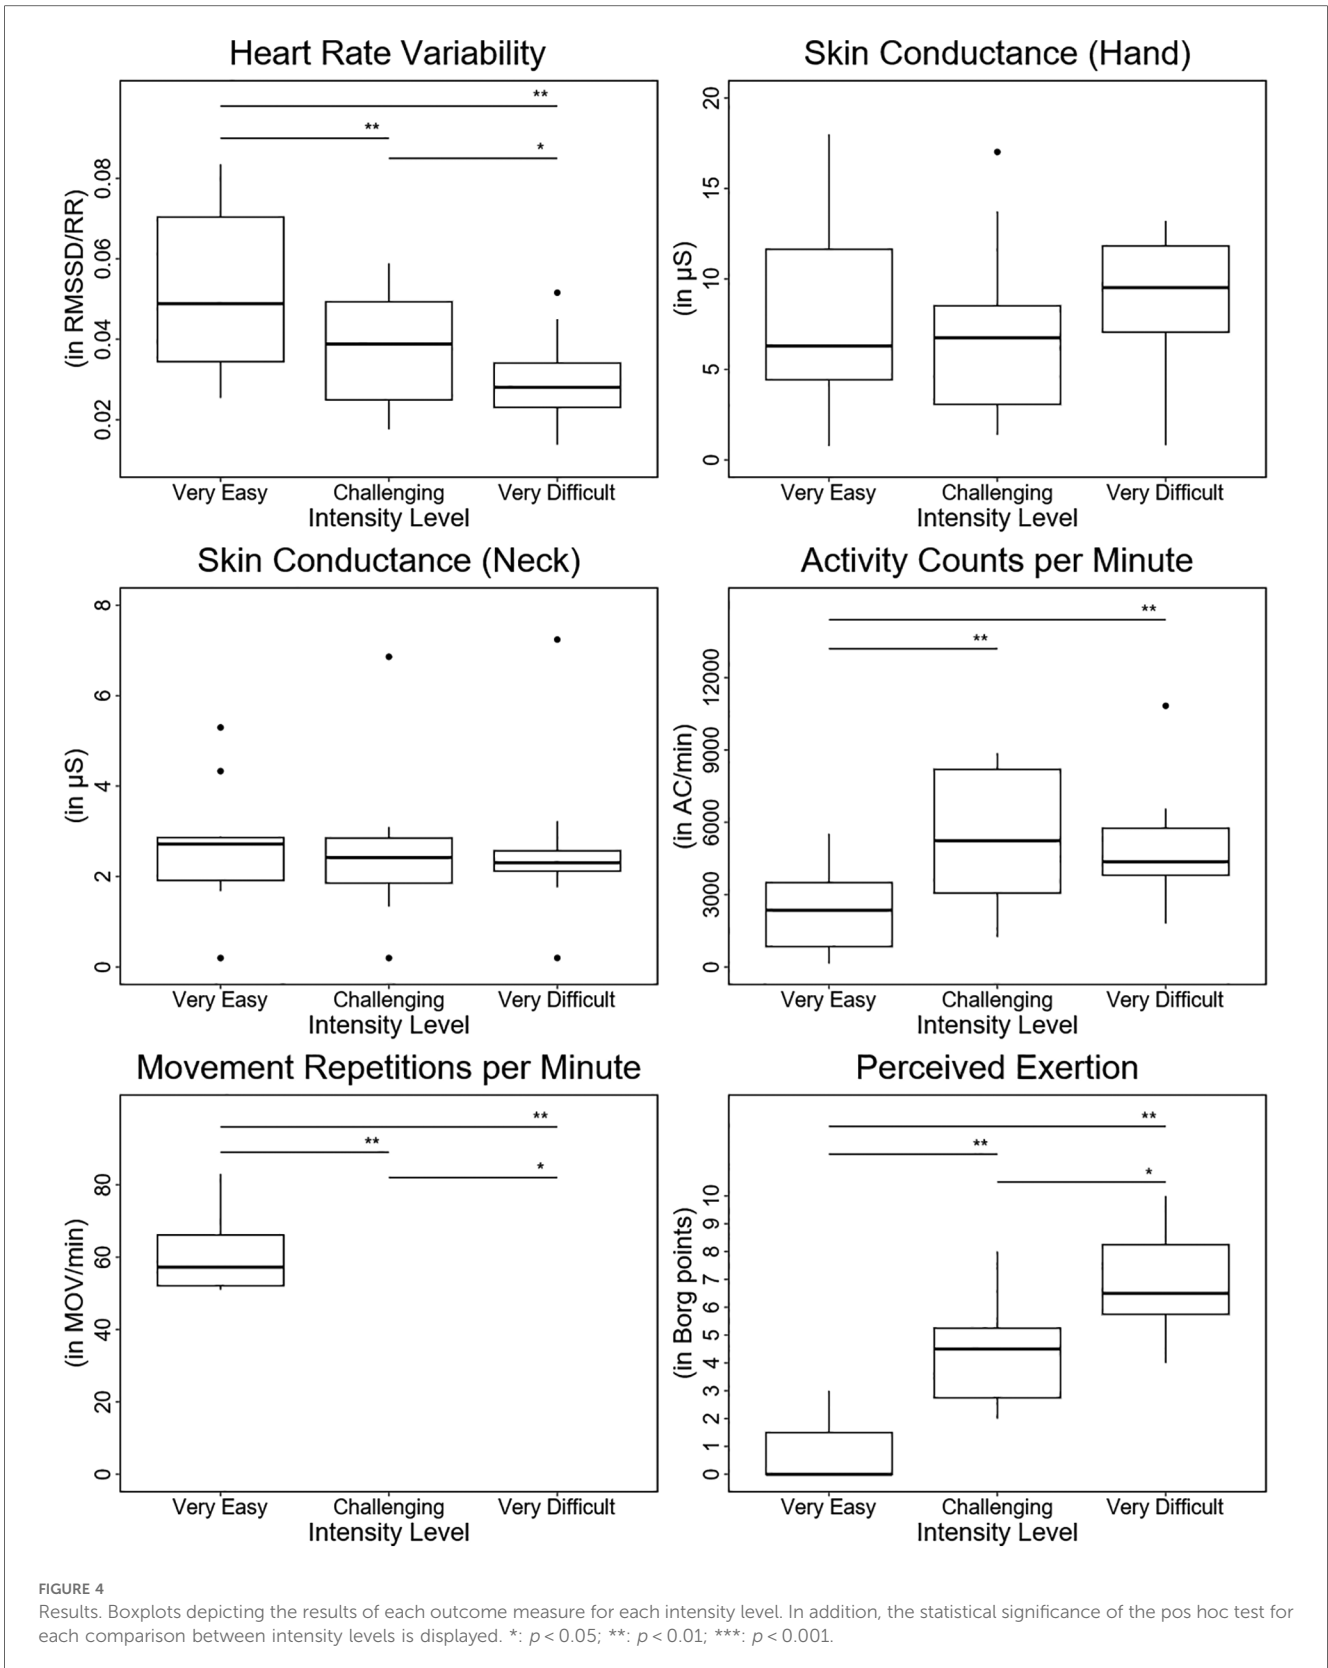 Heart Rate Variability
**
**
*
(in RMSSD/RR)
0.08
0.06
0.04
0.02
Very Easy Challenging Very Difficult
Intensity Level
Skin Conductance (Hand)
(in µS)
20
15
10
5
0
Very Easy Challenging Very Difficult
Intensity Level
Skin Conductance (Neck)
(in µS)
8
6
4
2
0
Very Easy Challenging Very Difficult
Intensity Level
Activity Counts per Minute
**
**
(in AC/min)
12000
9000
6000
3000
0
Very Easy Challenging Very Difficult
Intensity Level
Movement Repetitions per Minute
**
**
*
(in MOV/min)
80
60
40
20
0
Very Easy Challenging Very Difficult
Intensity Level
Perceived Exertion
**
**
*
(in Borg points)
10
9
8
7
6
5
4
3
2
1
0
Very Easy Challenging Very Difficult
Intensity Level
FIGURE 4
Results. Boxplots depicting the results of each outcome measure for each intensity level. In addition, the statistical significance of the pos hoc test for
each comparison between intensity levels is displayed. *: p < 0.05; **: p < 0.01; ***: p < 0.001.